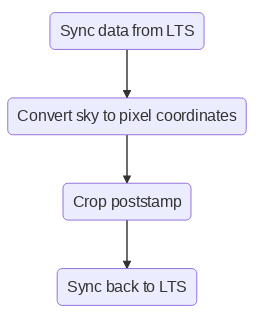 Sync data from LTS
Convert sky to pixel coordinates
Crop poststamp
Sync back to LTS